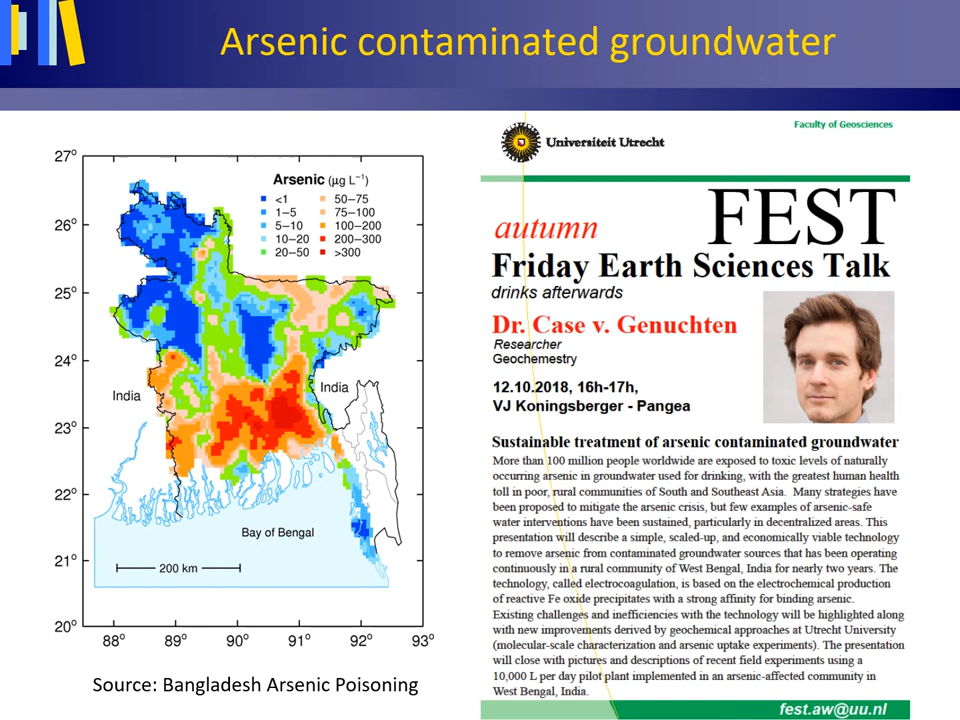 Arsenic contaminated groundwater
27°
26°
25°
24°
23°
22°
21°
20°
88°
89°
90°
91°
92°
93°
Arsenic (µg L⁻¹)
<1
1–5
5–10
10–20
20–50
50–75
75–100
100–200
200–300
>300
India
India
Bay of Bengal
200 km
Source: Bangladesh Arsenic Poisoning
Universiteit Utrecht
Faculty of Geosciences
autumn
FEST
Friday Earth Sciences Talk
drinks afterwards
Dr. Case v. Genuchten
Researcher
Geochemestry
12.10.2018, 16h-17h,
VJ Koningsberger - Pangea
Sustainable treatment of arsenic contaminated groundwater
More than 100 million people worldwide are exposed to toxic levels of naturally
occurring arsenic in groundwater used for drinking, with the greatest human health
toll in poor, rural communities of South and Southeast Asia. Many strategies have
been proposed to mitigate the arsenic crisis, but few examples of arsenic-safe
water interventions have been sustained, particularly in decentralized areas. This
presentation will describe a simple, scaled-up, and economically viable technology
to remove arsenic from contaminated groundwater sources that has been operating
continuously in a rural community of West Bengal, India for nearly two years. The
technology, called electrocoagulation, is based on the electrochemical production
of reactive Fe oxide precipitates with a strong affinity for binding arsenic.
Existing challenges and inefficiencies with the technology will be highlighted along
with new improvements derived by geochemical approaches at Utrecht University
(molecular-scale characterization and arsenic uptake experiments). The presentation
will close with pictures and descriptions of recent field experiments using a
10,000 L per day pilot plant implemented in an arsenic-affected community in
West Bengal, India.
fest.aw@uu.nl